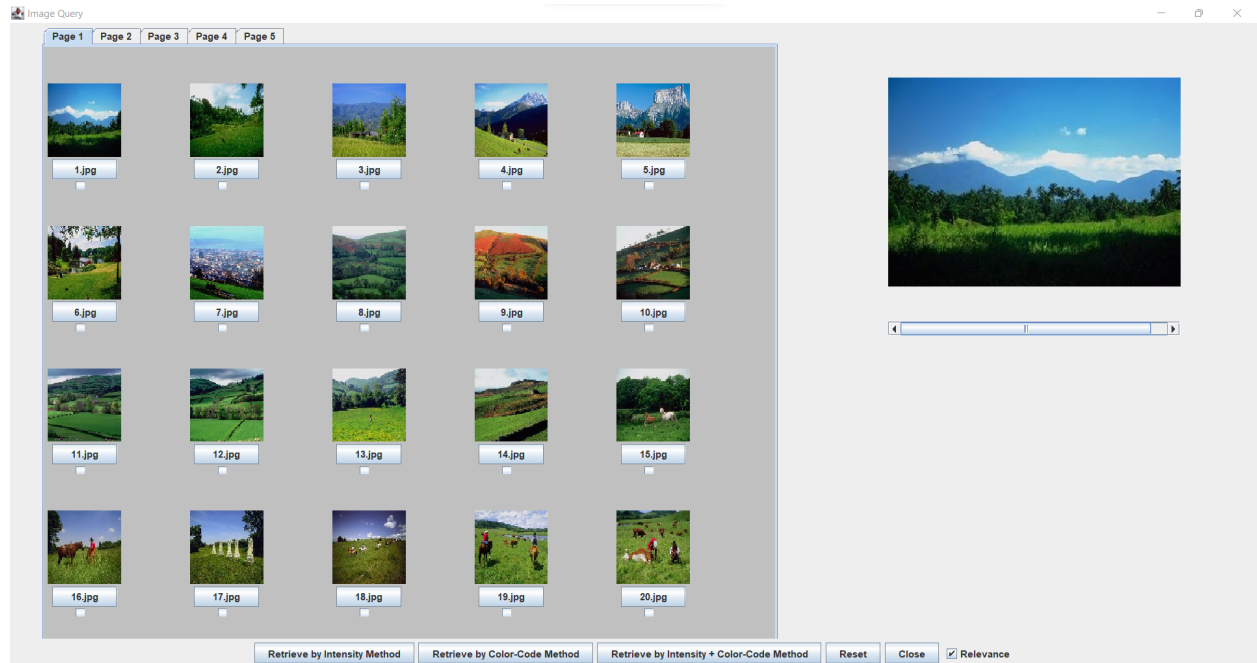 Image Query
Page 1 Page 2 Page 3 Page 4 Page 5
1.jpg 2.jpg 3.jpg 4.jpg 5.jpg
6.jpg 7.jpg 8.jpg 9.jpg 10.jpg
11.jpg 12.jpg 13.jpg 14.jpg 15.jpg
16.jpg 17.jpg 18.jpg 19.jpg 20.jpg
Retrieve by Intensity Method Retrieve by Color-Code Method Retrieve by Intensity + Color-Code Method Reset Close Relevance